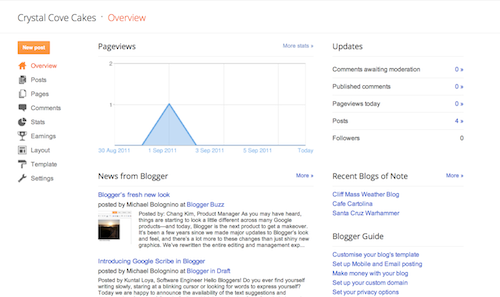 Crystal Cove Cakes · Overview
New post
Overview
Posts
Pages
Comments
Stats
Earnings
Layout
Template
Settings
Pageviews
More stats »
2
1
30 Aug 2011
1 Sep 2011
3 Sep 2011
5 Sep 2011
Today
Updates
Comments awaiting moderation 0 »
Published comments 0 »
Pageviews today 0 »
Posts 4 »
Followers 0
News from Blogger
More »
Blogger's fresh new look
posted by Michael Bolognino at Blogger Buzz
Posted by: Chang Kim, Product Manager As you may have heard,
things are starting to look a little different across many Google
products—and today, Blogger is the next product to get a makeover.
It's been a few years since we made major updates to Blogger's look
and feel, and there's a lot more to these changes than just shiny new
graphics. We've rewritten the entire editing and management exp...
Introducing Google Scribe in Blogger
posted by Michael Bolognino at Blogger in Draft
Posted by Kuntal Loya, Software Engineer Hello Bloggers! Do you ever find yourself
writing slowly, staring at a blinking cursor or looking for words to express yourself?
Today we are happy to announce the availability of the text suggestions and
Recent Blogs of Note
More »
Cliff Mass Weather Blog
Cafe Cartolina
Santa Cruz Warhammer
Blogger Guide
Customise your blog's template
Set up Mobile and Email posting
Make money with your blog
Set up your custom domain
Set your privacy options